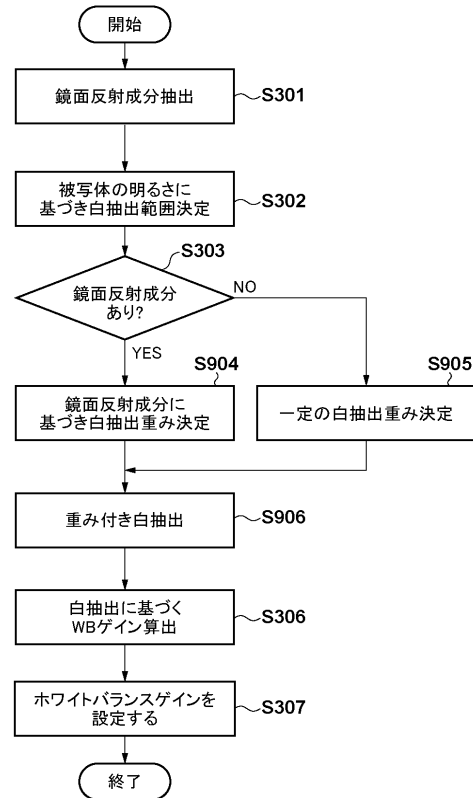 開始
鏡面反射成分抽出
S301
被写体の明るさに
基づき白抽出範囲決定
S302
S303
鏡面反射成分
あり?
NO
YES
S904
鏡面反射成分に
基づき白抽出重み決定
S905
一定の白抽出重み決定
重み付き白抽出
S906
白抽出に基づく
WBゲイン算出
S306
ホワイトバランスゲインを
設定する
S307
終了